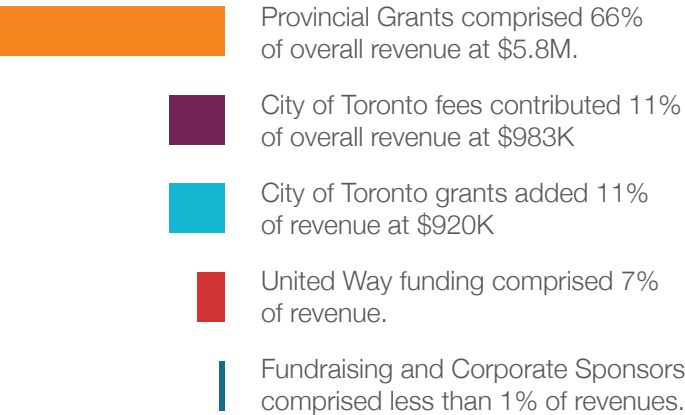 Provincial Grants comprised 66%
of overall revenue at $5.8M.
City of Toronto fees contributed 11%
of overall revenue at $983K
City of Toronto grants added 11%
of revenue at $920K
United Way funding comprised 7%
of revenue.
Fundraising and Corporate Sponsors
comprised less than 1% of revenues.